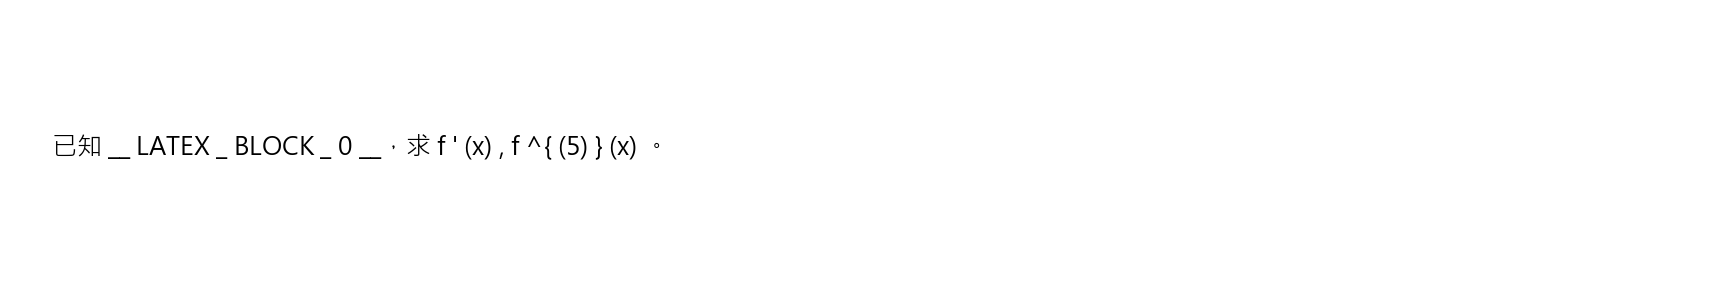 已知 __ LATEX _ BLOCK _ 0 __，求 f ' (x) , f ^{ (5) } (x) 。